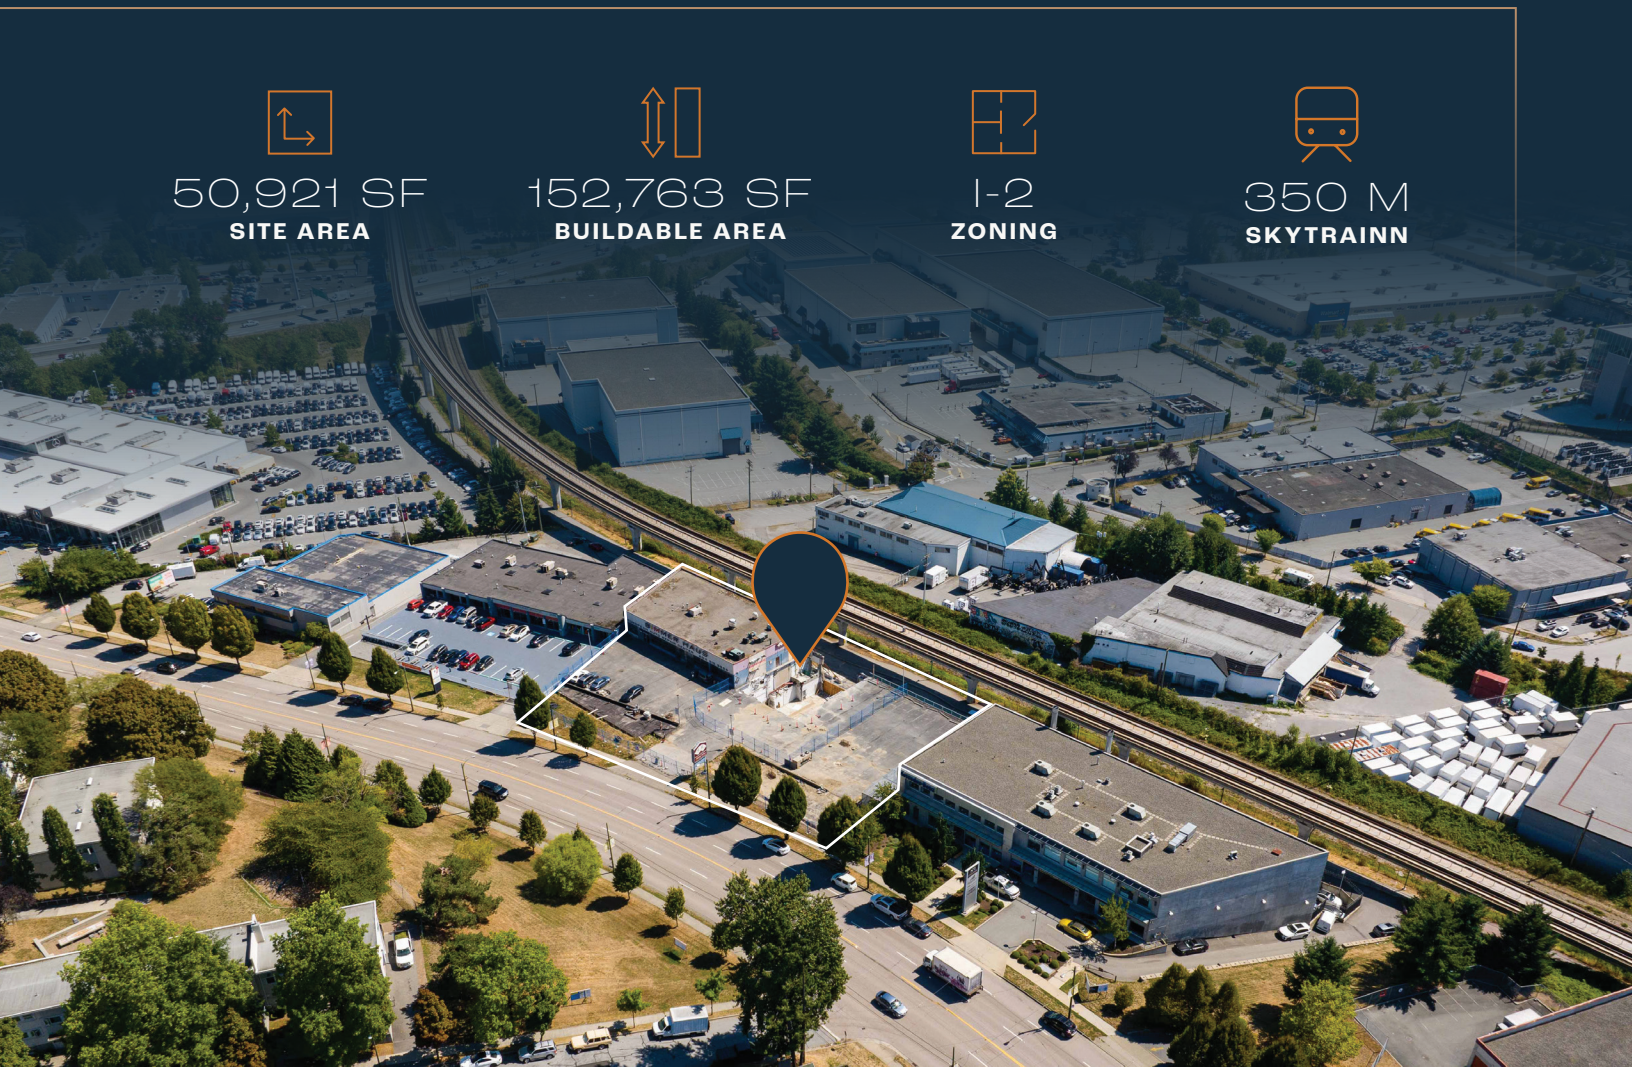 50,921 SF
SITE AREA
152,763 SF
BUILDABLE AREA
I-2
ZONING
350 M
SKYTRAINN